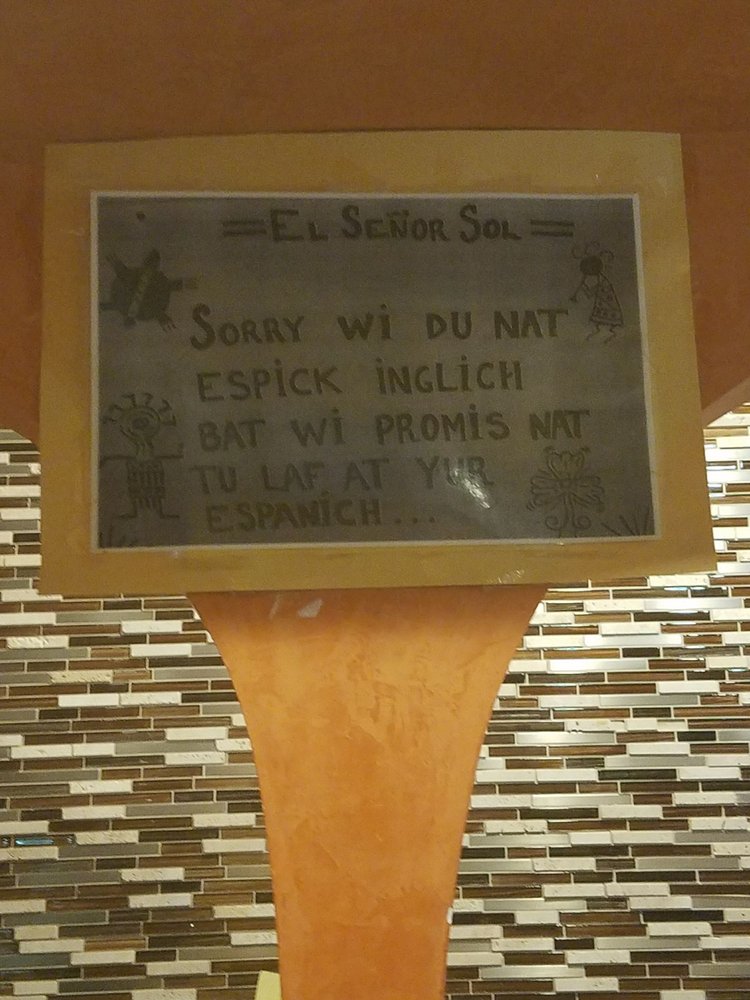 =EL SEÑOR SOL=
SORRY Wi DU NAT
ESPiCK iNGLiCH
BAT Wi PROMiS NAT
TU LAF AT YUR
ESPANiCH...